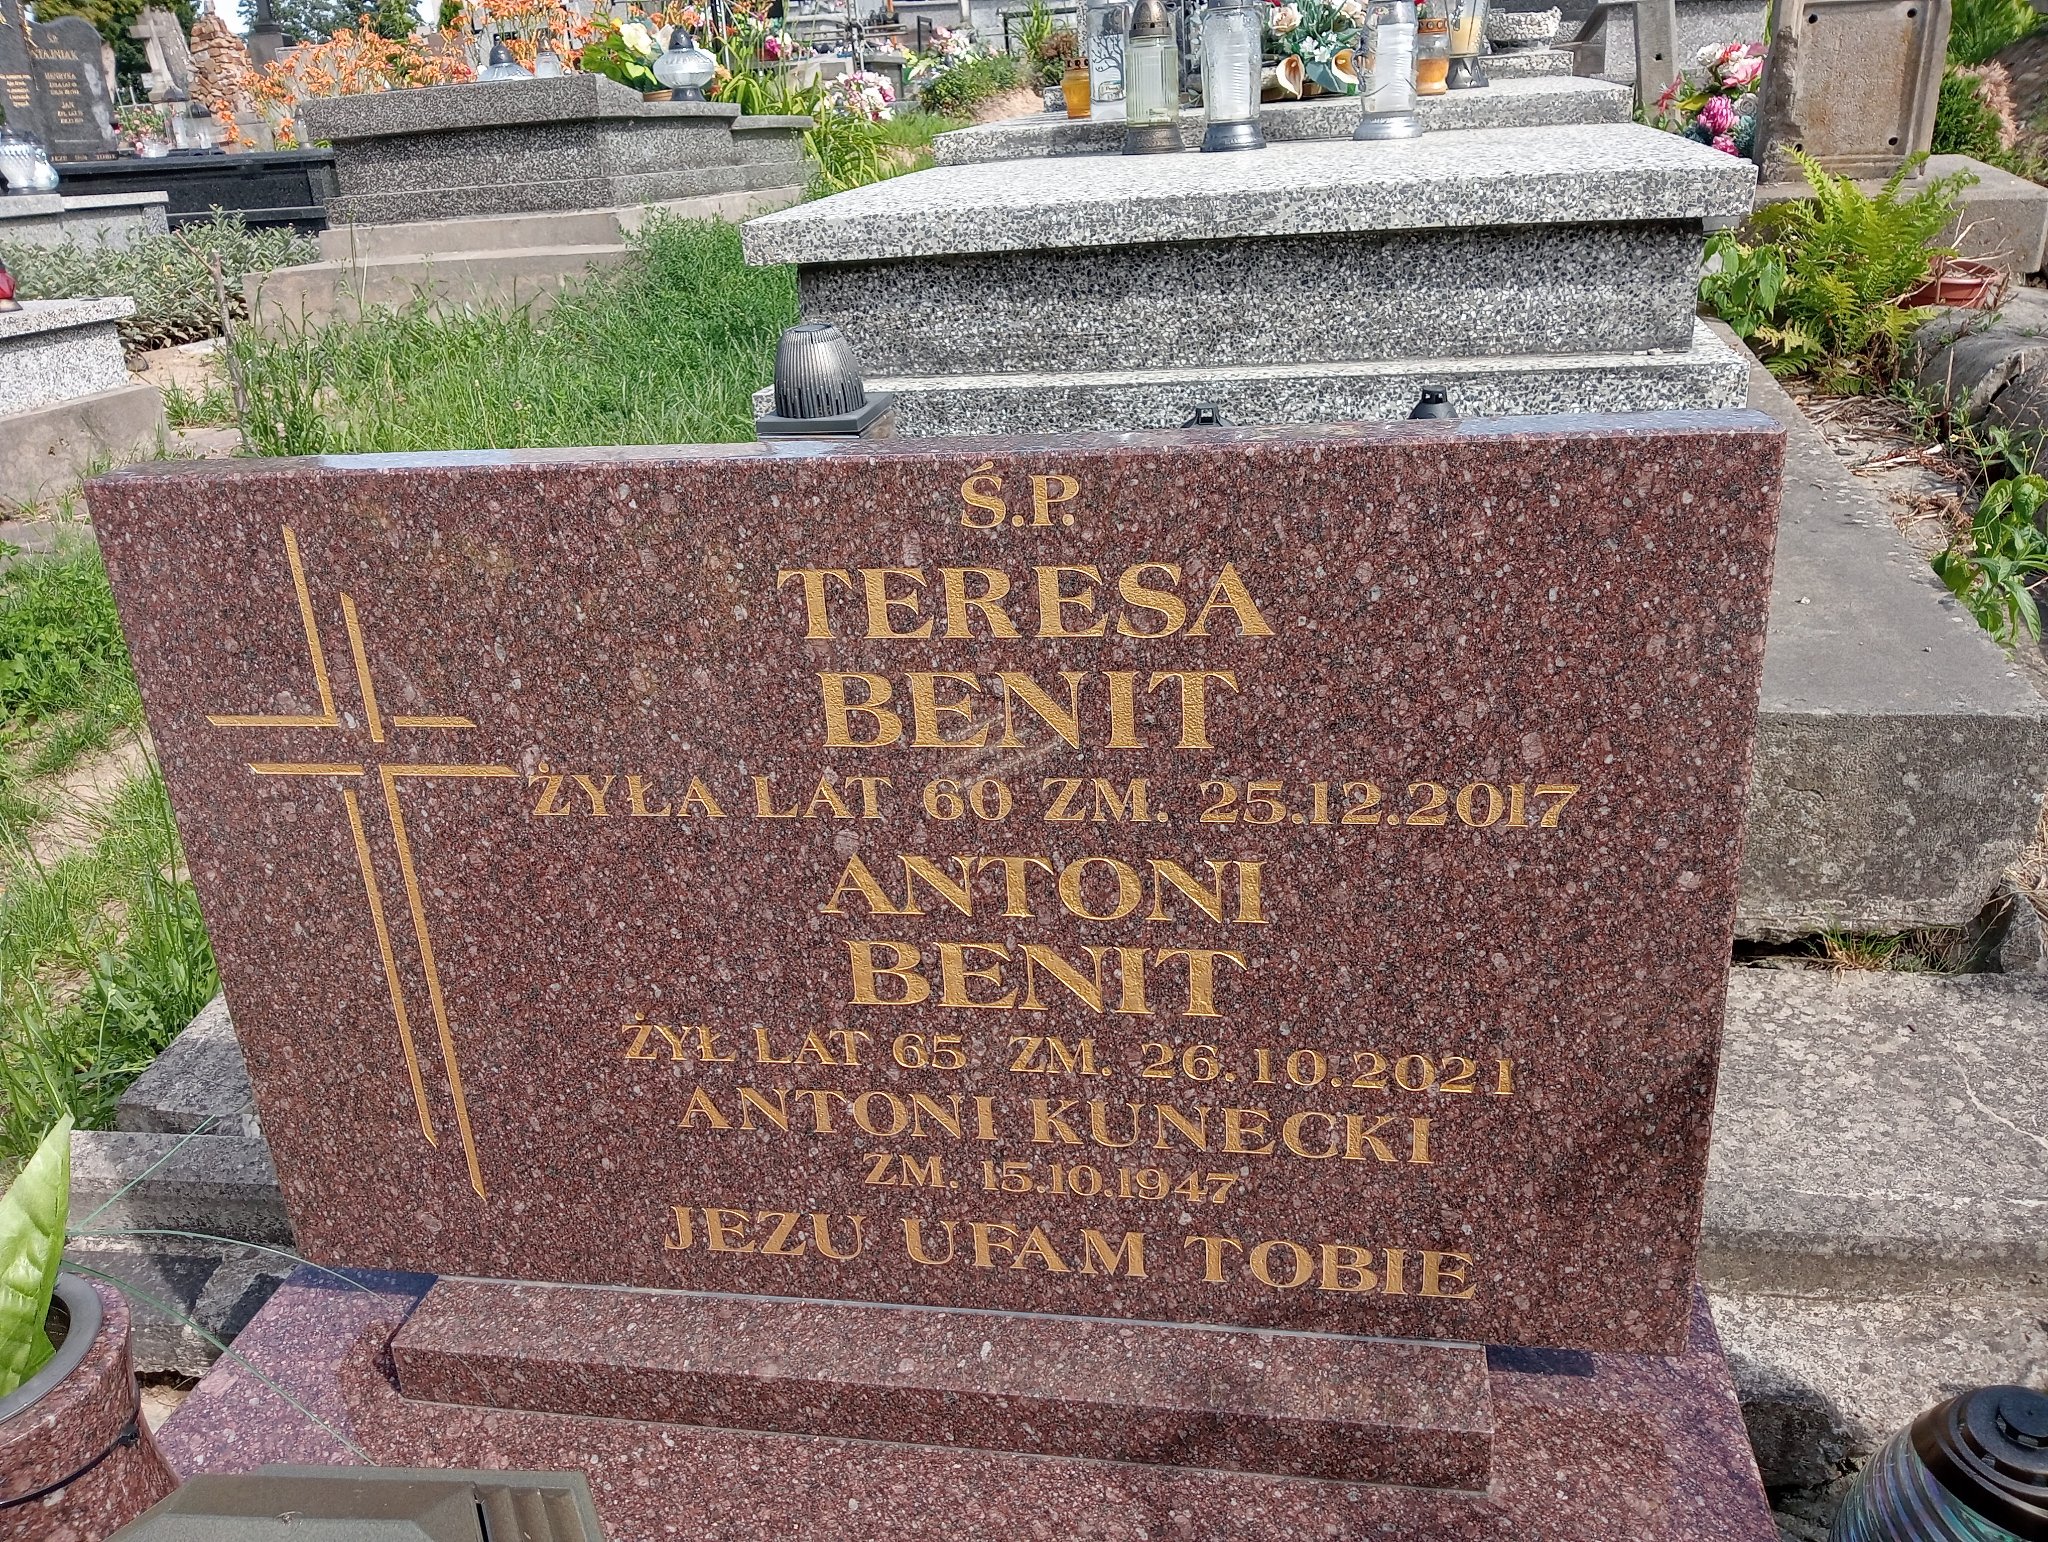 Ś.P.
TERESA
BENIT
ŻYŁA LAT 60 ZM. 25.12.2017
ANTONI
BENIT
ŻYŁ LAT 65 ZM. 26.10.2021
ANTONI KUNECKI
ZM. 15.10.1947
JEZU UFAM TOBIE